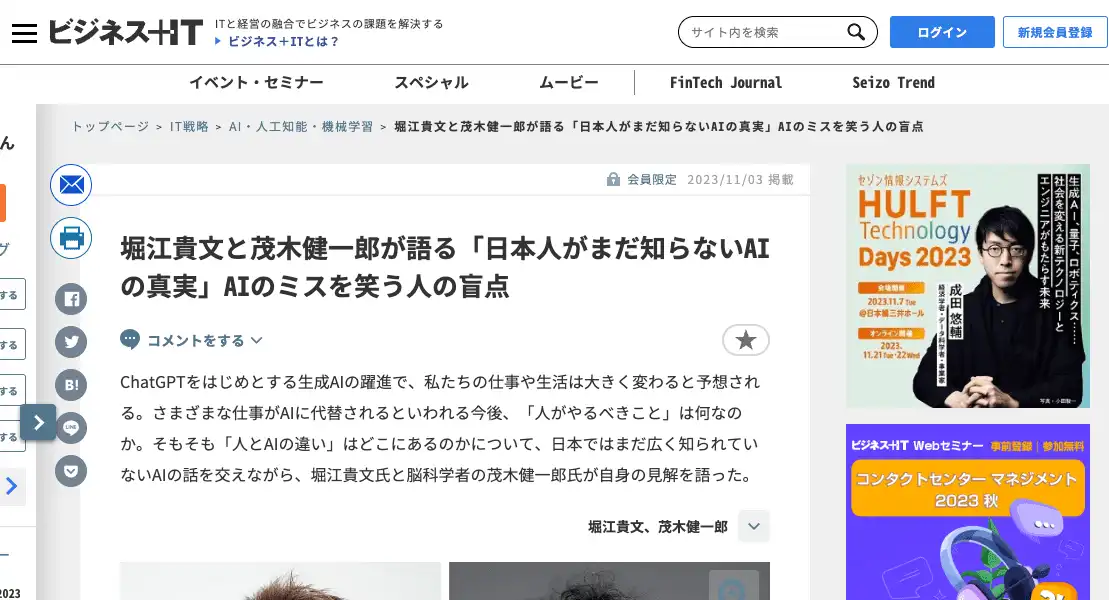 ビジネス+IT
ITと経営の融合でビジネスの課題を解決する
ビジネス+ITとは？
サイト内を検索
ログイン
新規会員登録
イベント・セミナー
スペシャル
ムービー
FinTech Journal
Seizo Trend
トップページ > IT戦略 > AI・人工知能・機械学習 > 堀江貴文と茂木健一郎が語る「日本人がまだ知らないAIの真実」AIのミスを笑う人の盲点
ん
グ
する
する
する
する
ー
2023
会員限定 2023/11/03 掲載
堀江貴文と茂木健一郎が語る「日本人がまだ知らないAI
の真実」AIのミスを笑う人の盲点
コメントをする
B!
LINE
ChatGPTをはじめとする生成AIの躍進で、私たちの仕事や生活は大きく変わると予想され
る。さまざまな仕事がAIに代替されるといわれる今後、「人がやるべきこと」は何なの
か。そもそも「人とAIの違い」はどこにあるのかについて、日本ではまだ広く知られてい
ないAIの話を交えながら、堀江貴文氏と脳科学者の茂木健一郎氏が自身の見解を語った。
堀江貴文、茂木健一郎
セゾン情報システムズ
HULFT
Technology
Days 2023
会場開催
2023.11.7 Tue
@日本橋三井ホール
オンライン開催
2023.
11.21 Tue-22 Wed
生成AI、量子、ロボティクス……
社会を変える新テクノロジーと
エンジニアがもたらす未来
成田 悠輔
経済学者・データ科学者・事業家
写真・小田駿一
ビジネス+IT Webセミナー 事前登録｜参加無料
コンタクトセンター マネジメント
2023 秋